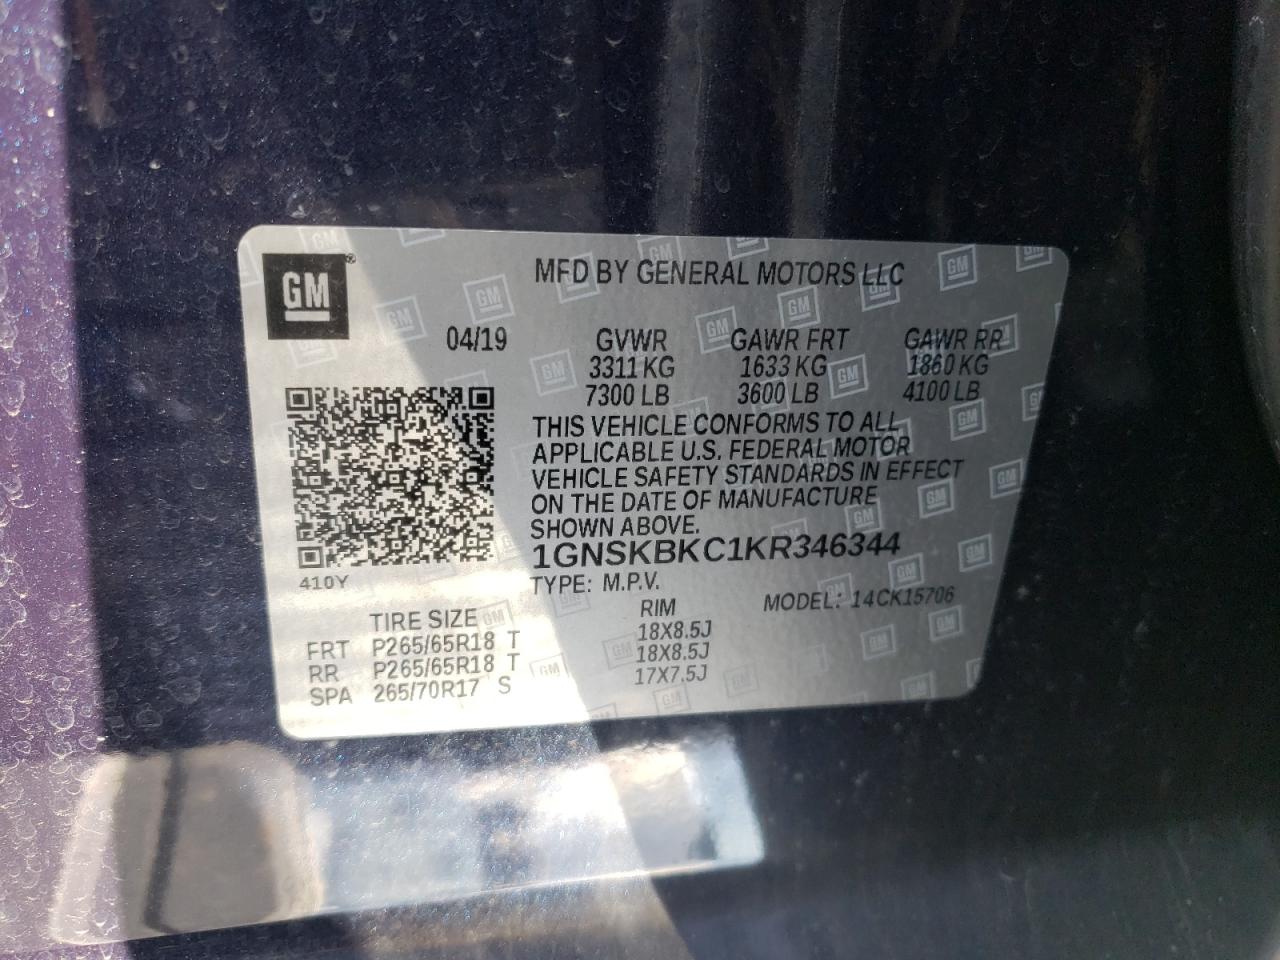 GM®
MFD BY GENERAL MOTORS LLC
04/19 GVWR GAWR FRT GAWR RR
3311 KG 1633 KG 1860 KG
7300 LB 3600 LB 4100 LB
THIS VEHICLE CONFORMS TO ALL
APPLICABLE U.S. FEDERAL MOTOR
VEHICLE SAFETY STANDARDS IN EFFECT
ON THE DATE OF MANUFACTURE
SHOWN ABOVE.
1GNSKBKC1KR346344
410Y
TYPE: M.P.V. MODEL: 14CK15706
TIRE SIZE RIM
FRT P265/65R18 T 18X8.5J
RR P265/65R18 T 18X8.5J
SPA 265/70R17 S 17X7.5J